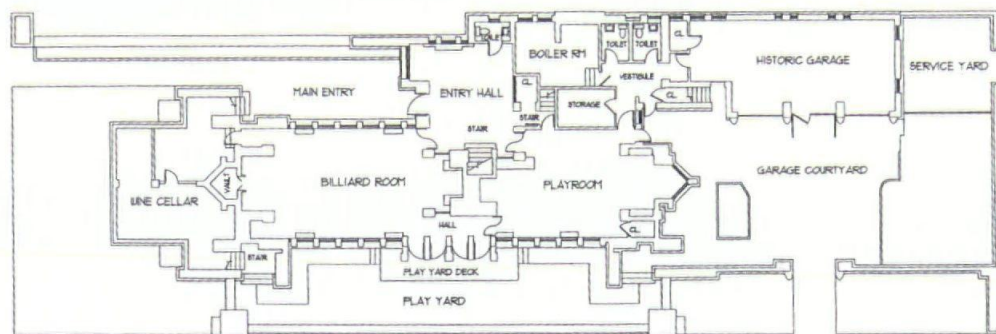 TOILET
BOILER RM
TOILET
TOILET
CL
HISTORIC GARAGE
SERVICE YARD
MAIN ENTRY
ENTRY HALL
CL
VESTIBULE
STORAGE
CL
STAIR
STAIR
GARAGE COURTYARD
BILLIARD ROOM
PLAYROOM
VAULT
WINE CELLAR
HALL
CL
STAIR
PLAY YARD DECK
PLAY YARD